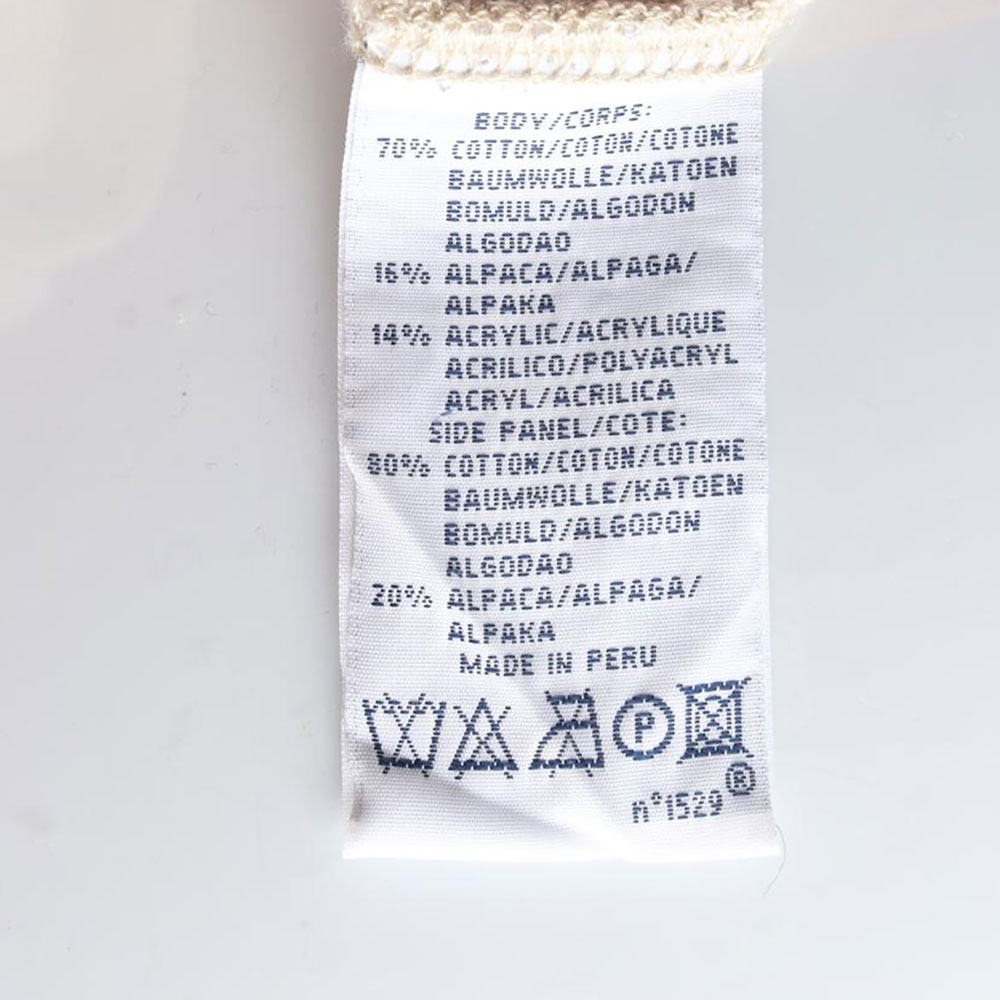 BODY/CORPS:
70% COTTON/COTON/COTONE
BAUMWOLLE/KATOEN
BOMULD/ALGODON
ALGODAO
16% ALPACA/ALPAGA/
ALPAKA
14% ACRYLIC/ACRYLIQUE
ACRILICO/POLYACRYL
ACRYL/ACRILICA
SIDE PANEL/COTE:
80% COTTON/COTON/COTONE
BAUMWOLLE/KATOEN
BOMULD/ALGODON
ALGODAO
20% ALPACA/ALPAGA/
ALPAKA
MADE IN PERU
P
®
n°1529